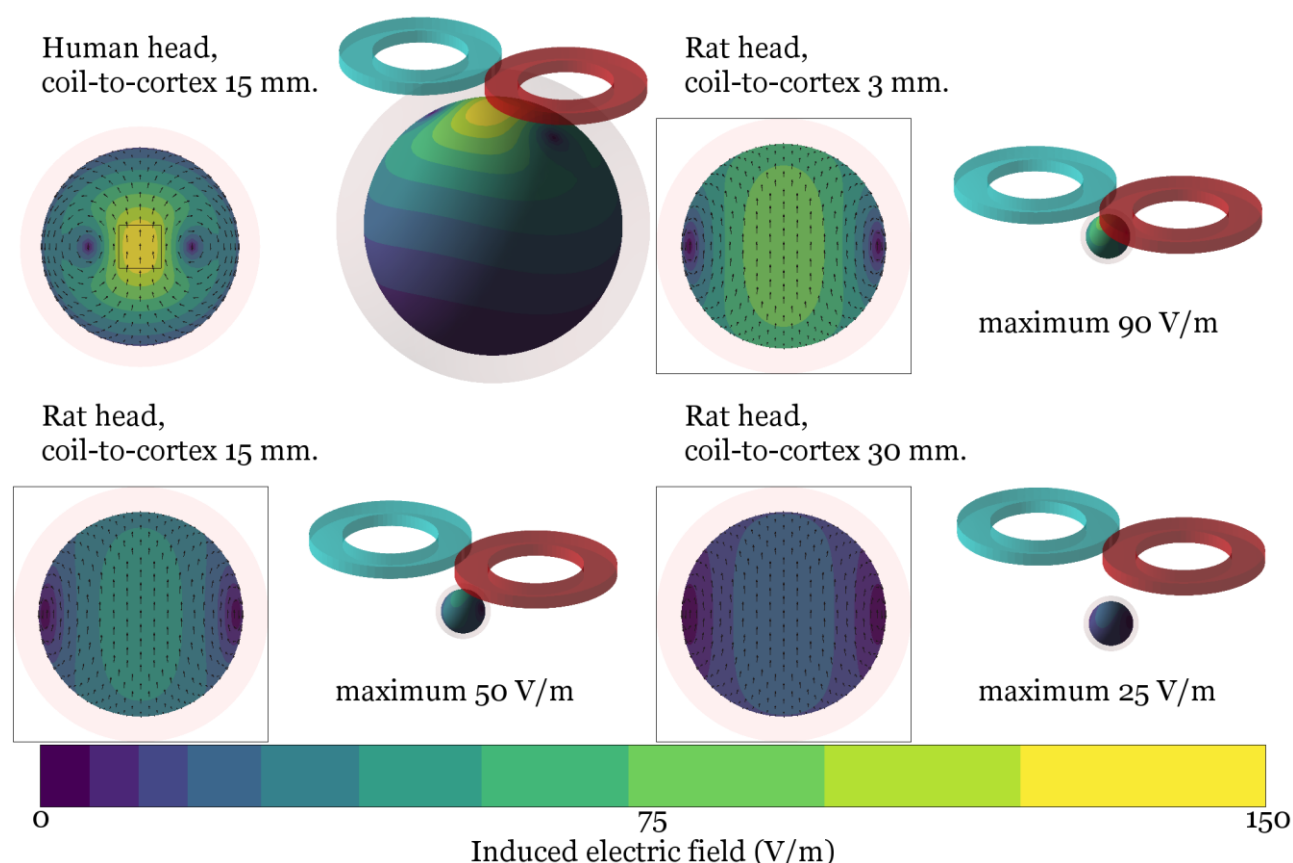 Human head,
coil-to-cortex 15 mm.
Rat head,
coil-to-cortex 3 mm.
maximum 90 V/m
Rat head,
coil-to-cortex 15 mm.
maximum 50 V/m
Rat head,
coil-to-cortex 30 mm.
maximum 25 V/m
0 75 150
Induced electric field (V/m)